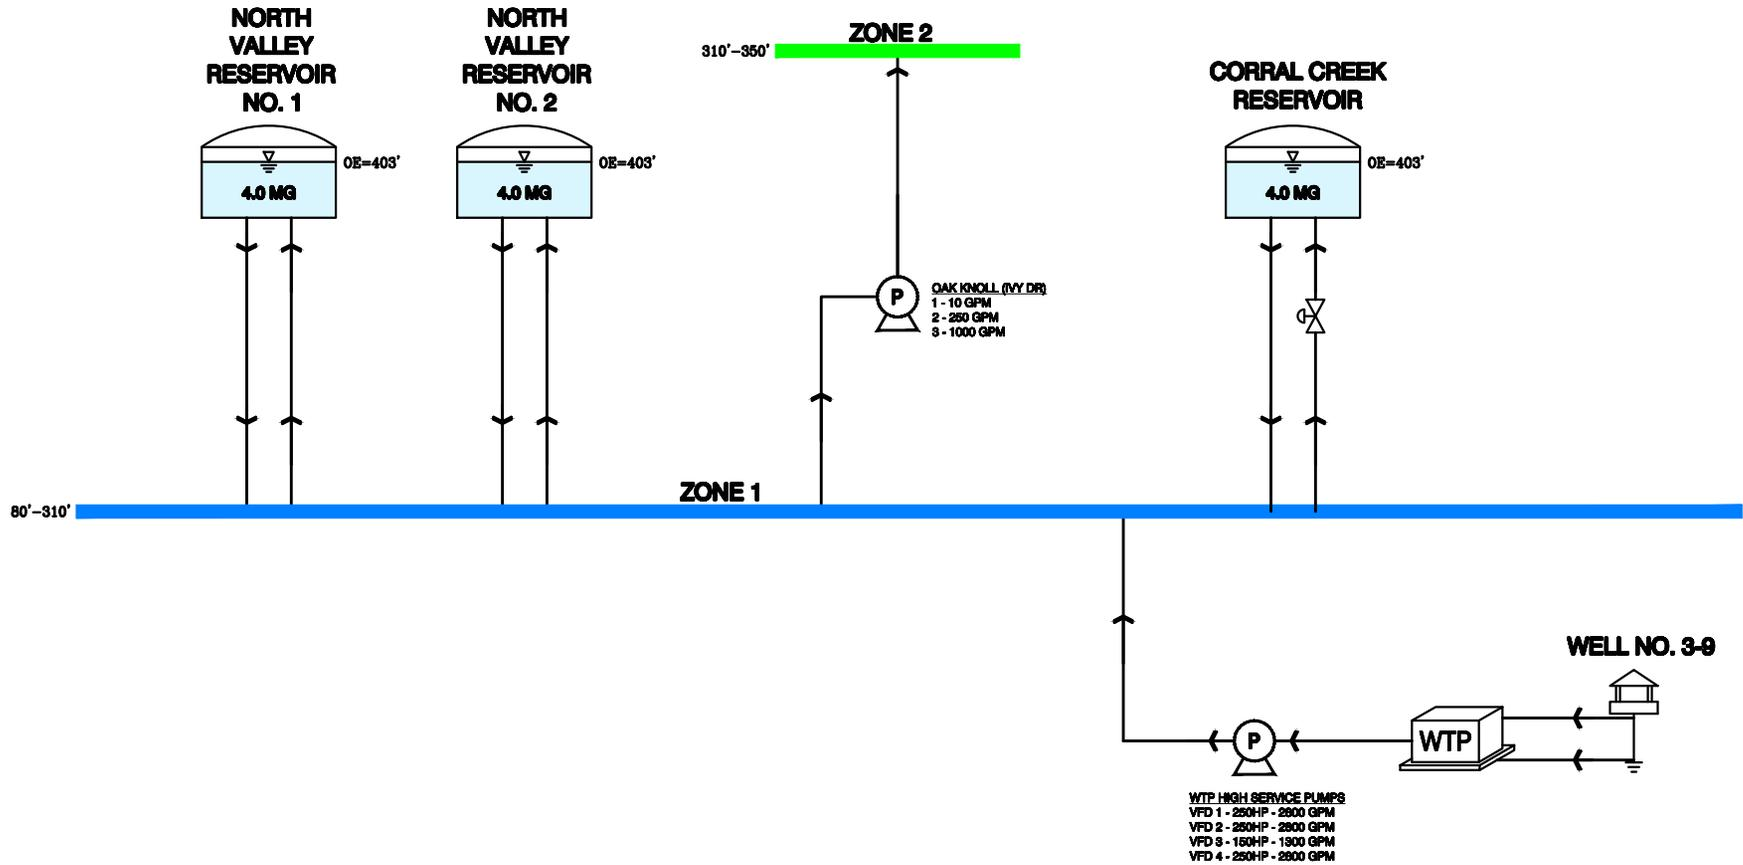 NORTH
VALLEY
RESERVOIR
NO. 1
OE=403'
4.0 MG
NORTH
VALLEY
RESERVOIR
NO. 2
OE=403'
4.0 MG
ZONE 2
310'-350'
CORRAL CREEK
RESERVOIR
OE=403'
4.0 MG
P
OAK KNOLL (IVY DR)
1 - 10 GPM
2 - 250 GPM
3 - 1000 GPM
ZONE 1
80'-310'
WELL NO. 3-9
P
WTP
WTP HIGH SERVICE PUMPS
VFD 1 - 250HP - 2800 GPM
VFD 2 - 250HP - 2800 GPM
VFD 3 - 150HP - 1300 GPM
VFD 4 - 250HP - 2800 GPM